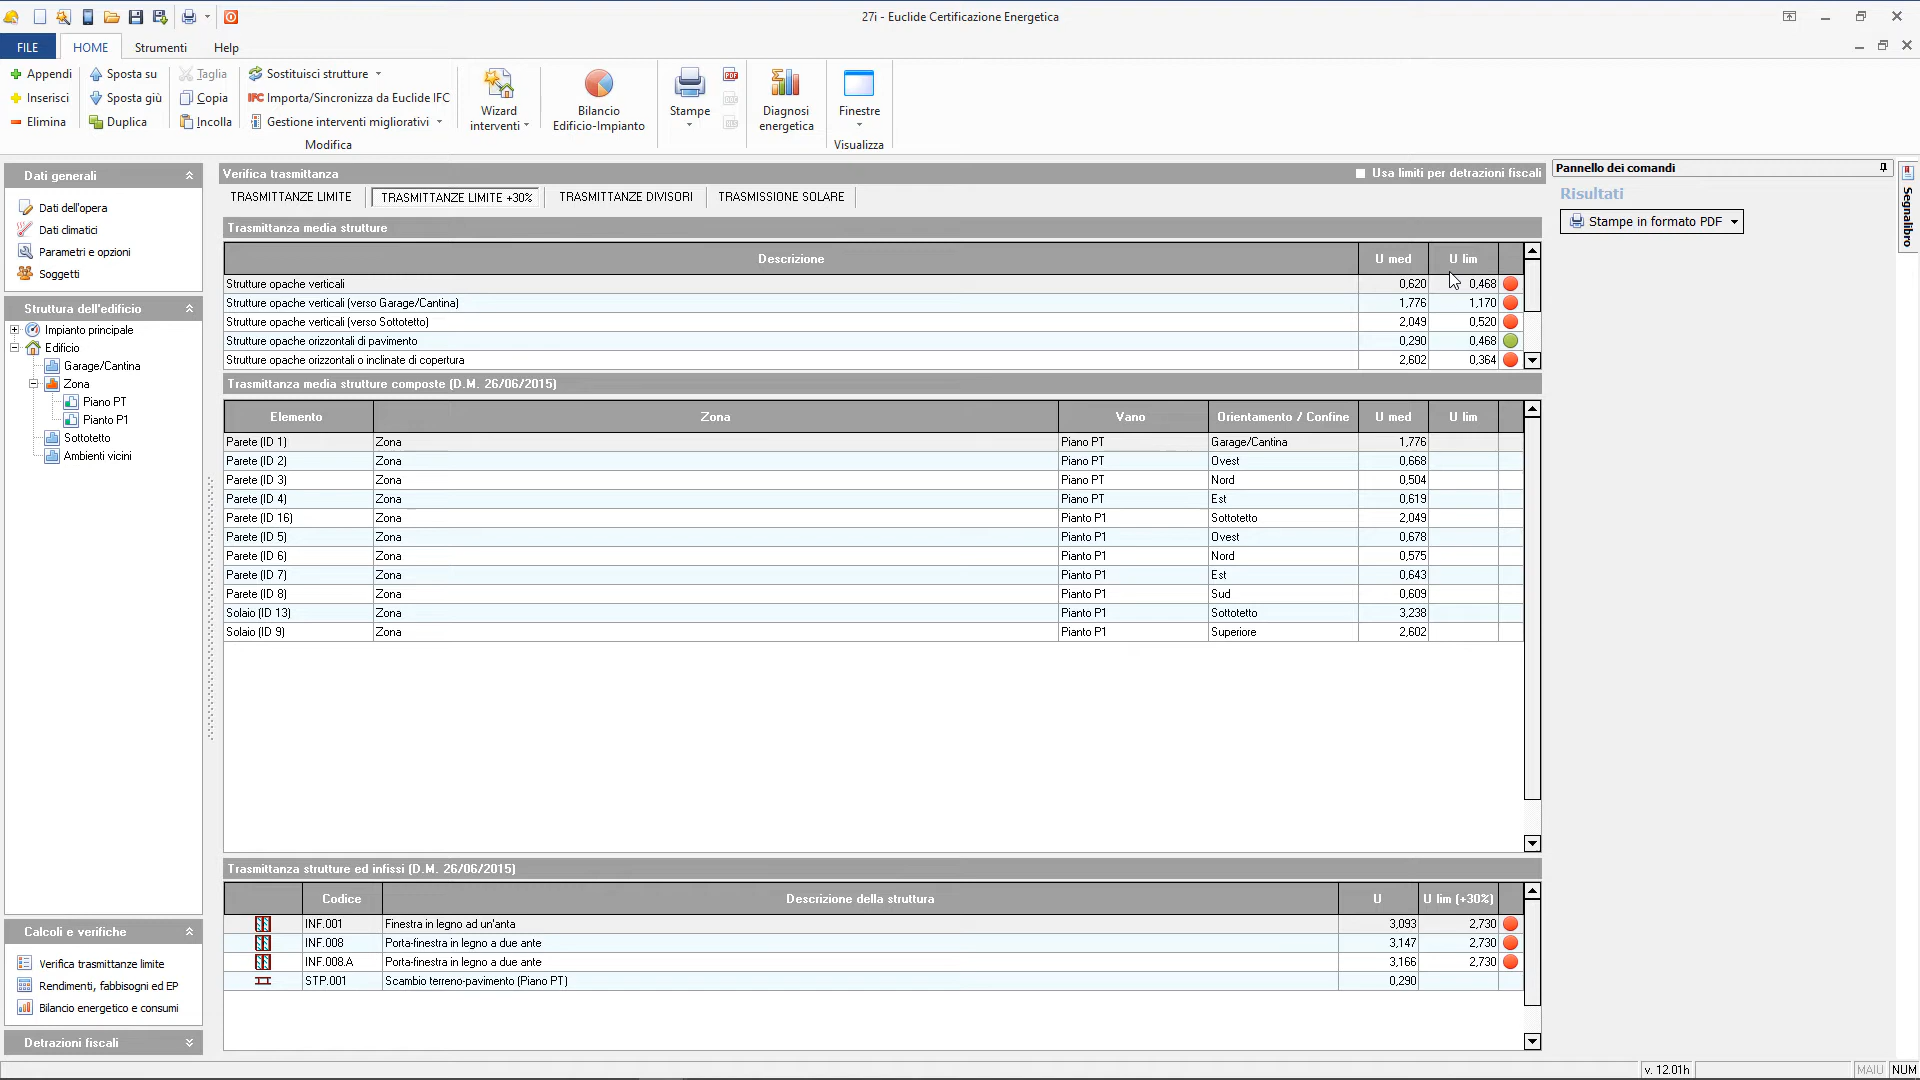 27i - Euclide Certificazione Energetica
FILE HOME Strumenti Help
Appendi Sposta su Taglia Sostituisci strutture
Inserisci Sposta giù Copia IFC Importa/Sincronizza da Euclide IFC
Elimina Duplica Incolla Gestione interventi migliorativi
Modifica
Wizard interventi
Bilancio Edificio-Impianto
Stampe
Diagnosi energetica
Finestre
Visualizza
Dati generali
Dati dell'opera
Dati climatici
Parametri e opzioni
Soggetti
Struttura dell'edificio
Impianto principale
Edificio
Garage/Cantina
Zona
Piano PT
Pianto P1
Sottotetto
Ambienti vicini
Calcoli e verifiche
Verifica trasmittanze limite
Rendimenti, fabbisogni ed EP
Bilancio energetico e consumi
Detrazioni fiscali
Verifica trasmittanza Usa limiti per detrazioni fiscali
TRASMITTANZE LIMITE TRASMITTANZE LIMITE +30% TRASMITTANZE DIVISORI TRASMISSIONE SOLARE
Trasmittanza media strutture
Descrizione U med U lim
Strutture opache verticali 0,620 0,468
Strutture opache verticali (verso Garage/Cantina) 1,776 1,170
Strutture opache verticali (verso Sottotetto) 2,049 0,520
Strutture opache orizzontali di pavimento 0,290 0,468
Strutture opache orizzontali o inclinate di copertura 2,602 0,364
Trasmittanza media strutture composte (D.M. 26/06/2015)
Elemento Zona Vano Orientamento / Confine U med U lim
Parete (ID 1) Zona Piano PT Garage/Cantina 1,776
Parete (ID 2) Zona Piano PT Ovest 0,668
Parete (ID 3) Zona Piano PT Nord 0,504
Parete (ID 4) Zona Piano PT Est 0,619
Parete (ID 16) Zona Pianto P1 Sottotetto 2,049
Parete (ID 5) Zona Pianto P1 Ovest 0,678
Parete (ID 6) Zona Pianto P1 Nord 0,575
Parete (ID 7) Zona Pianto P1 Est 0,643
Parete (ID 8) Zona Pianto P1 Sud 0,609
Solaio (ID 13) Zona Pianto P1 Sottotetto 3,238
Solaio (ID 9) Zona Pianto P1 Superiore 2,602
Trasmittanza strutture ed infissi (D.M. 26/06/2015)
Codice Descrizione della struttura U U lim (+30%)
INF.001 Finestra in legno ad un'anta 3,093 2,730
INF.008 Porta-finestra in legno a due ante 3,147 2,730
INF.008.A Porta-finestra in legno a due ante 3,166 2,730
STP.001 Scambio terreno-pavimento (Piano PT) 0,290
Pannello dei comandi
Risultati
Stampe in formato PDF
Segnalibro
v. 12.01h MAIU NUM